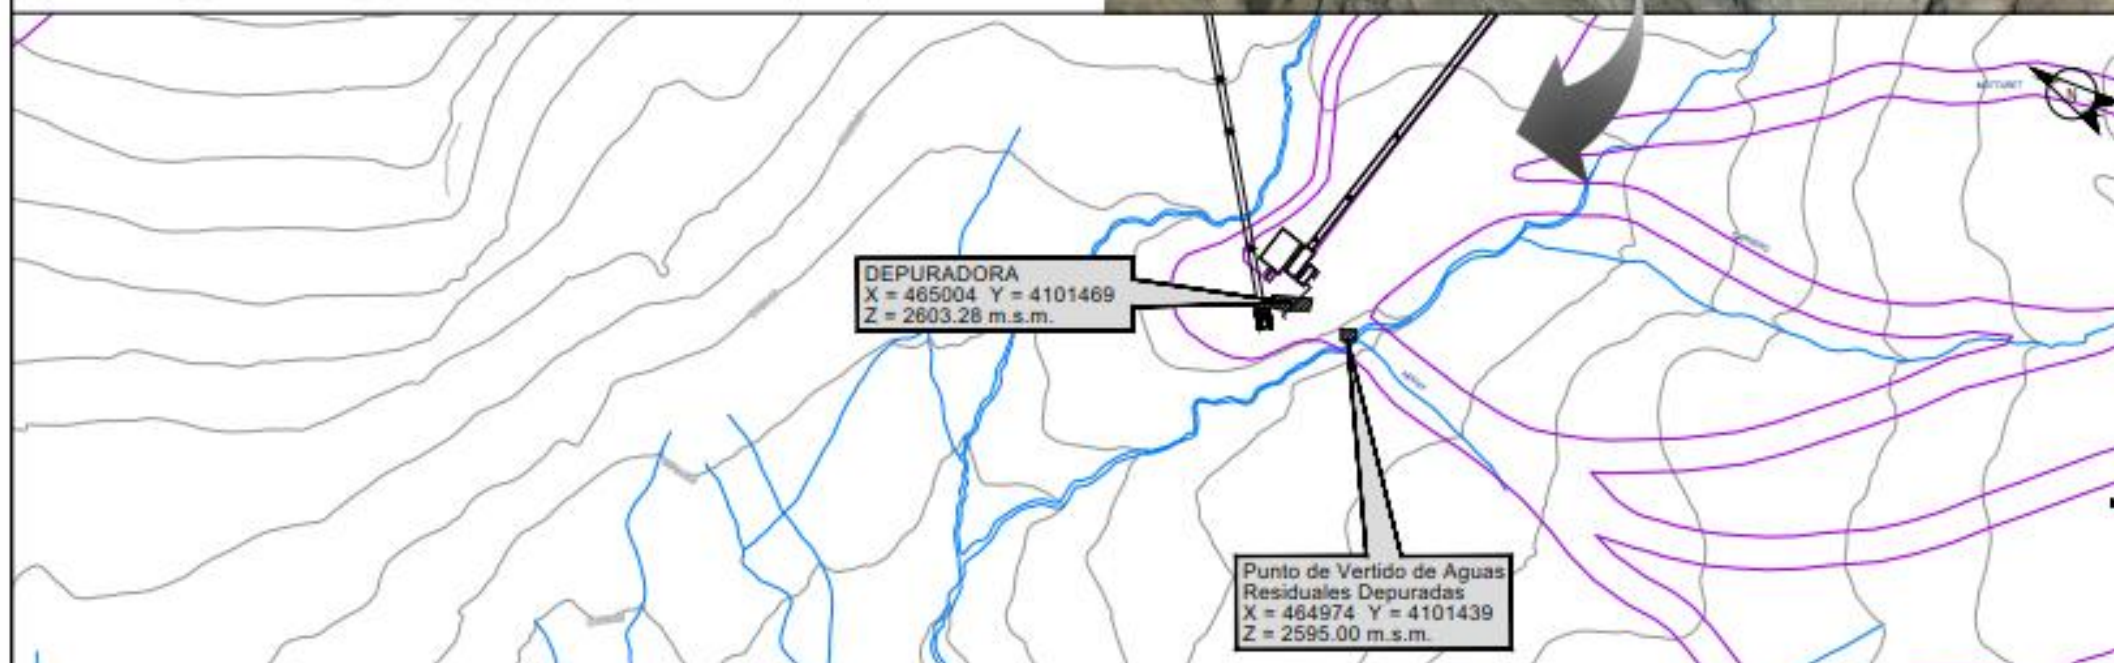 N
DEPURADORA
X = 465004 Y = 4101469
Z = 2603.28 m.s.m.
Punto de Vertido de Aguas
Residuales Depuradas
X = 464974 Y = 4101439
Z = 2595.00 m.s.m.